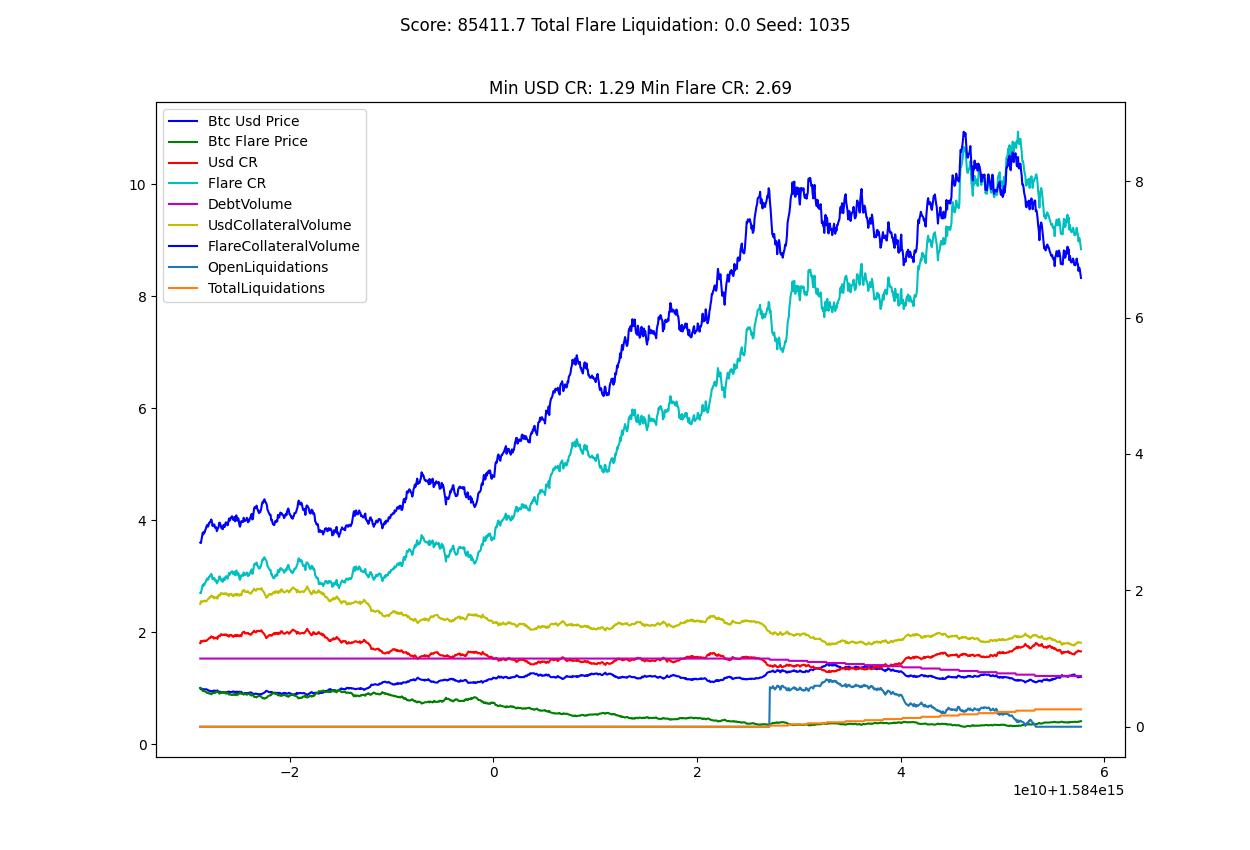 Score: 85411.7 Total Flare Liquidation: 0.0 Seed: 1035
Min USD CR: 1.29 Min Flare CR: 2.69
Btc Usd Price
Btc Flare Price
Usd CR
Flare CR
DebtVolume
UsdCollateralVolume
FlareCollateralVolume
OpenLiquidations
TotalLiquidations
10
8
6
4
2
0
8
6
4
2
0
−2
0
2
4
6
1e10+1.584e15